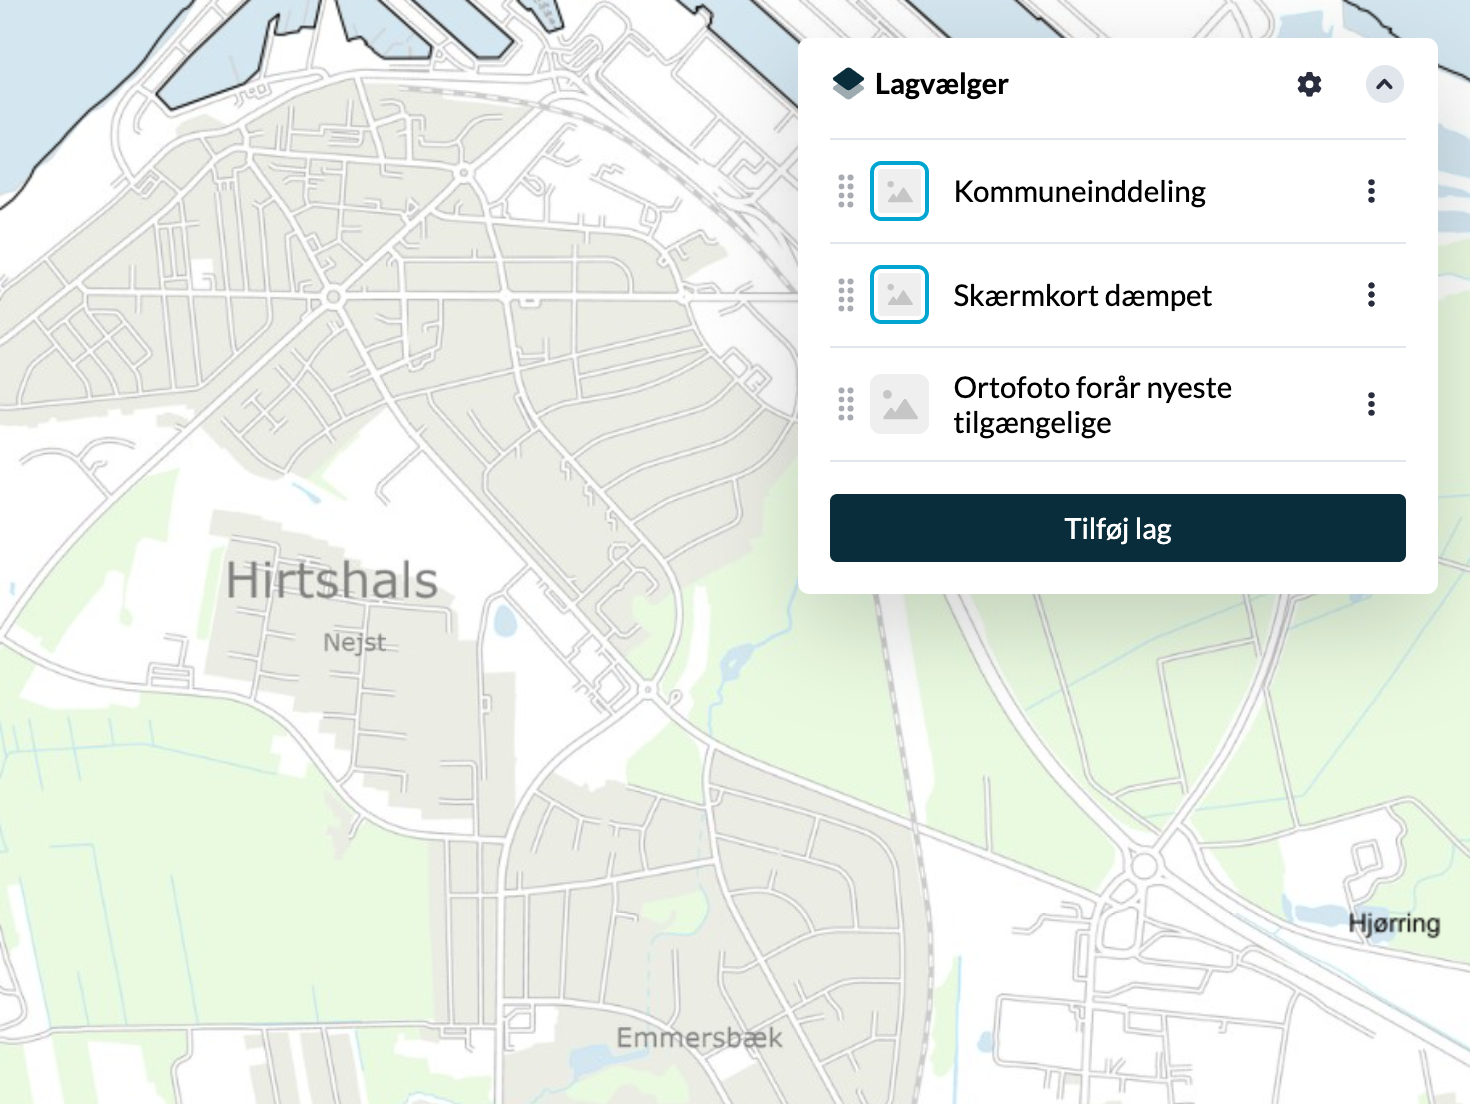 Lagvælger
Kommuneinddeling
Skærmkort dæmpet
Ortofoto forår nyeste
tilgængelige
Tilføj lag
Hirtshals
Nejst
Hjørring
Emmersbæk